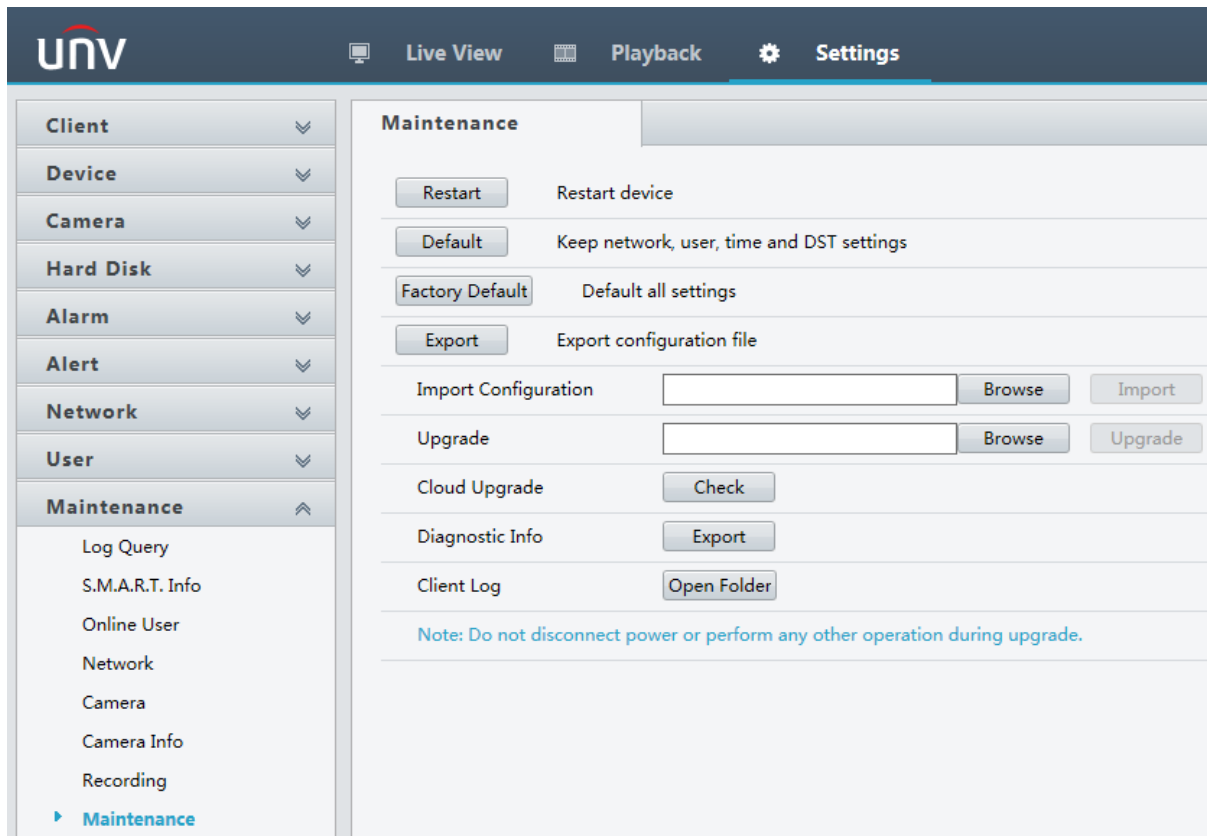 unv
Live View Playback Settings
Client
Device
Camera
Hard Disk
Alarm
Alert
Network
User
Maintenance
Log Query
S.M.A.R.T. Info
Online User
Network
Camera
Camera Info
Recording
Maintenance
Maintenance
Restart Restart device
Default Keep network, user, time and DST settings
Factory Default Default all settings
Export Export configuration file
Import Configuration Browse Import
Upgrade Browse Upgrade
Cloud Upgrade Check
Diagnostic Info Export
Client Log Open Folder
Note: Do not disconnect power or perform any other operation during upgrade.